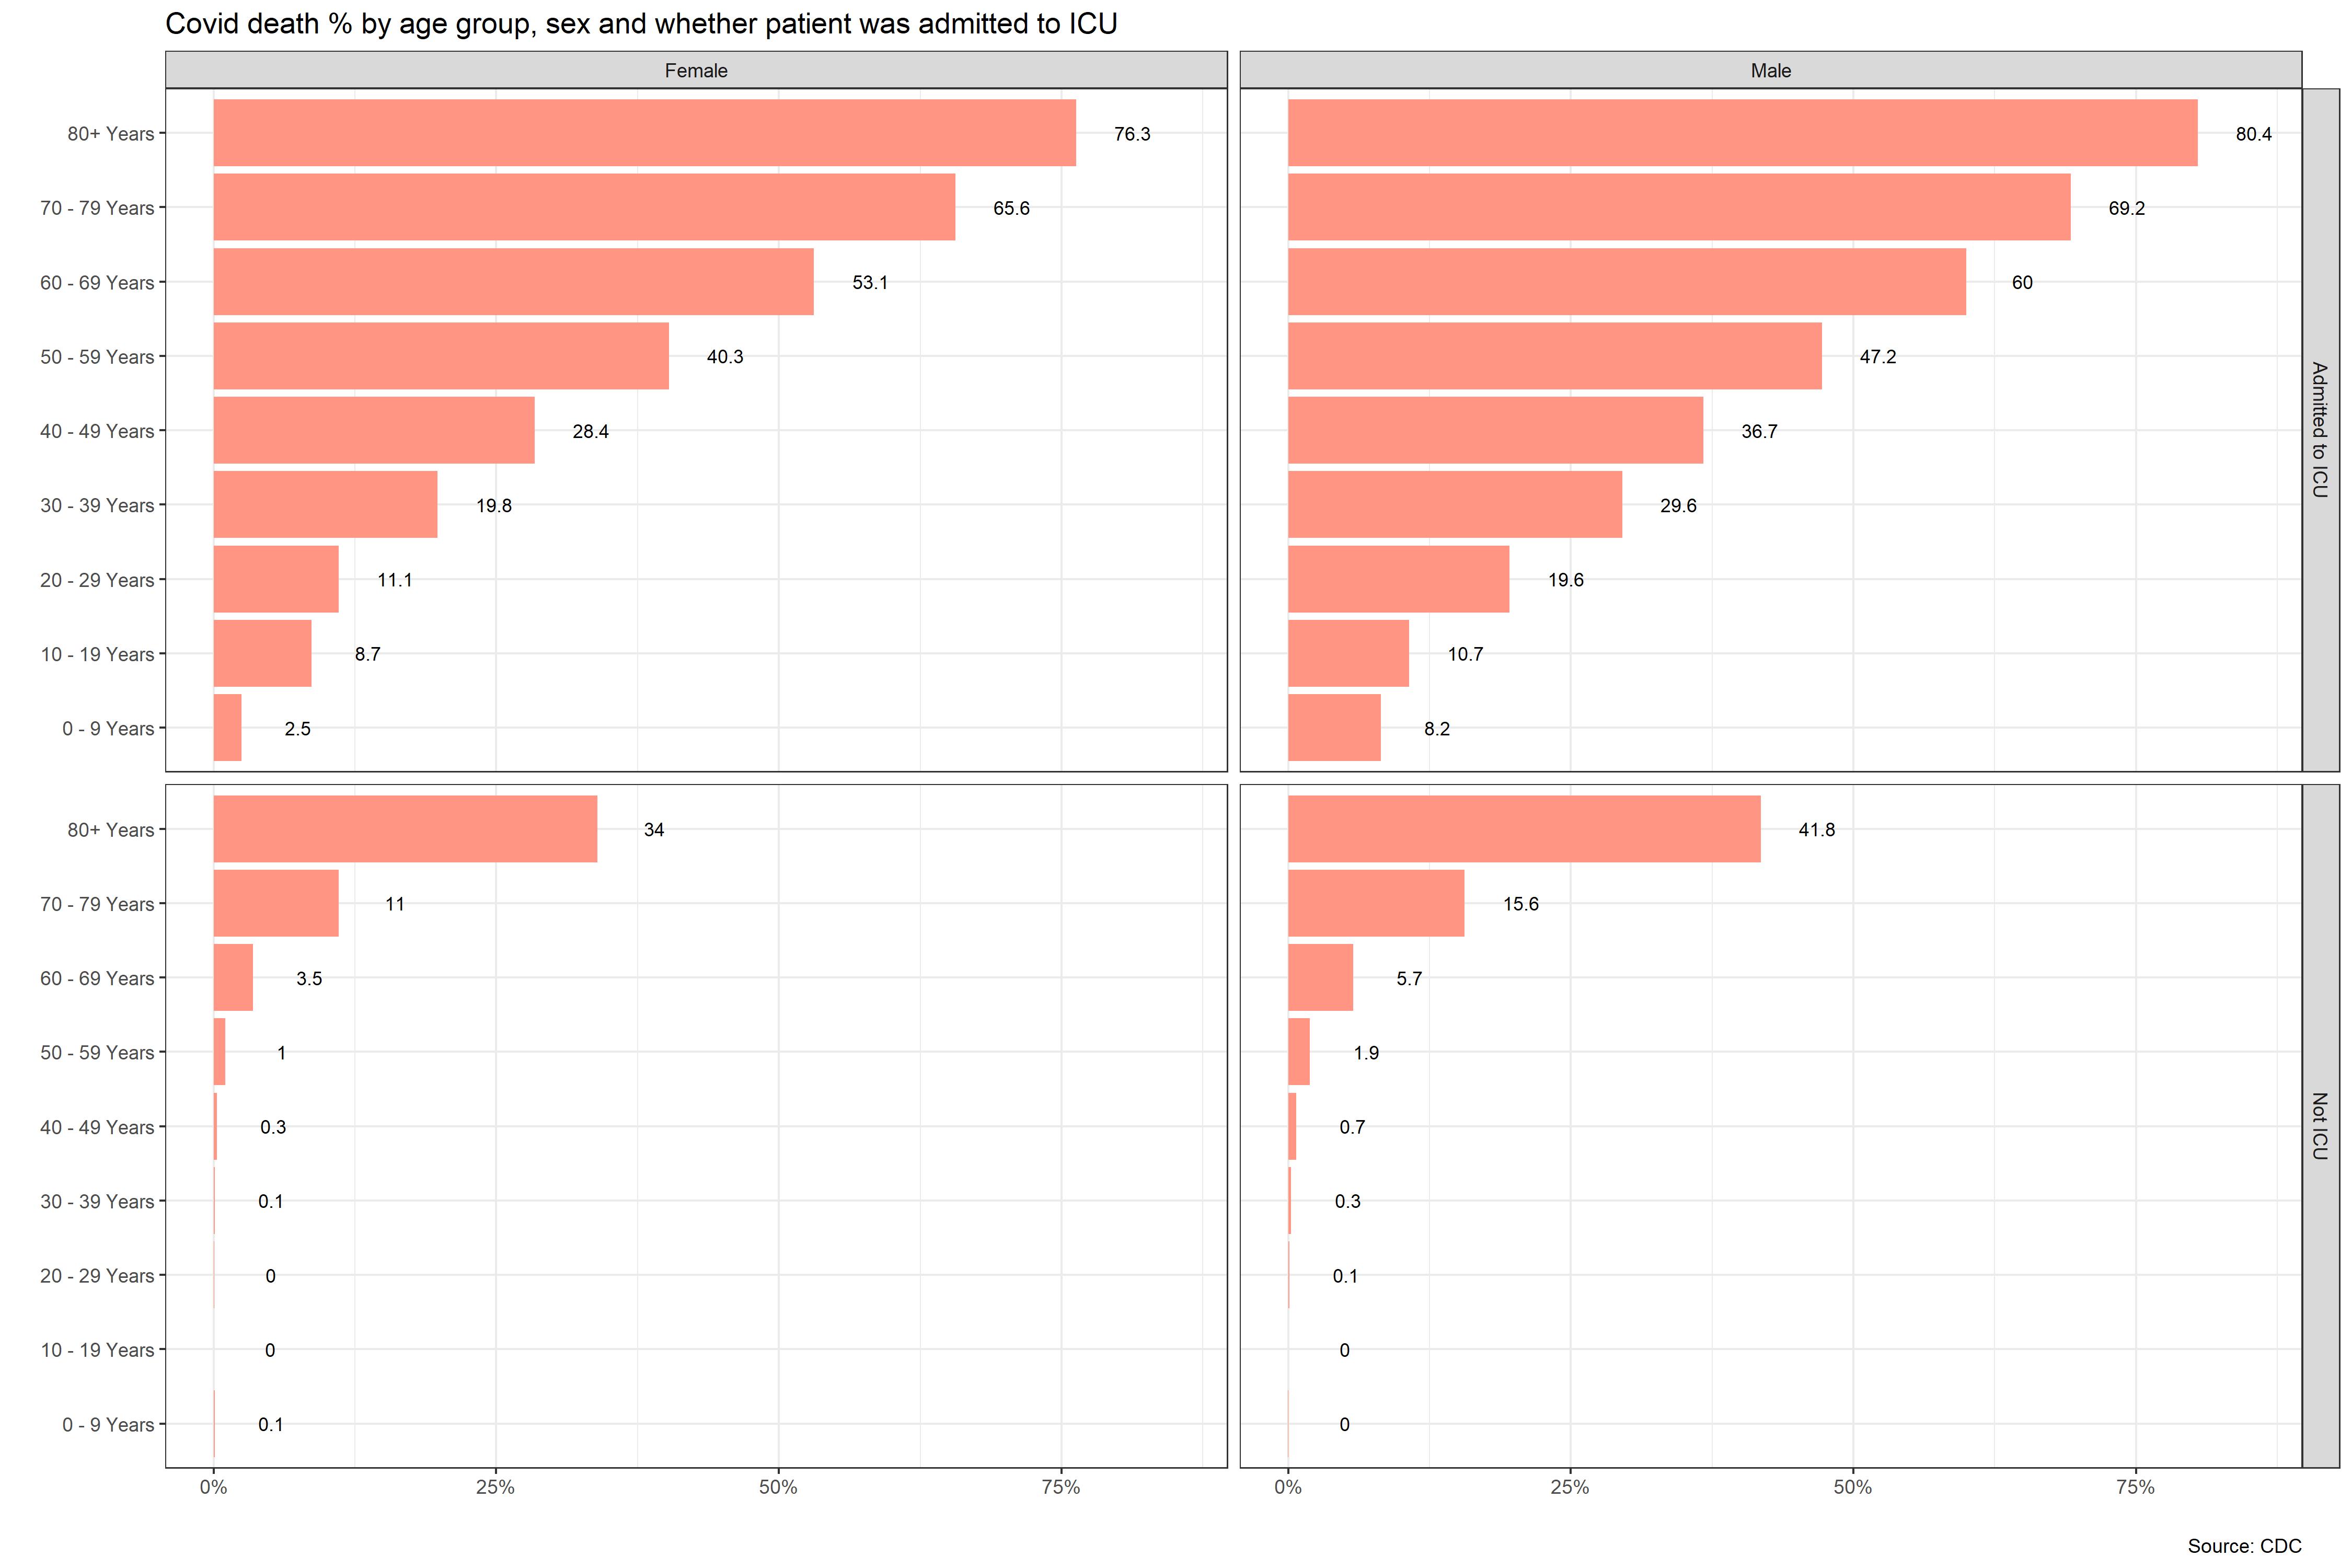 Covid death % by age group, sex and whether patient was admitted to ICU
Female
Male
80+ Years 76.3 80.4
70 - 79 Years 65.6 69.2
60 - 69 Years 53.1 60
50 - 59 Years 40.3 47.2
40 - 49 Years 28.4 36.7
30 - 39 Years 19.8 29.6
20 - 29 Years 11.1 19.6
10 - 19 Years 8.7 10.7
0 - 9 Years 2.5 8.2
Admitted to ICU
80+ Years 34 41.8
70 - 79 Years 11 15.6
60 - 69 Years 3.5 5.7
50 - 59 Years 1 1.9
40 - 49 Years 0.3 0.7
30 - 39 Years 0.1 0.3
20 - 29 Years 0 0.1
10 - 19 Years 0 0
0 - 9 Years 0.1 0
Not ICU
0% 25% 50% 75% 0% 25% 50% 75%
Source: CDC